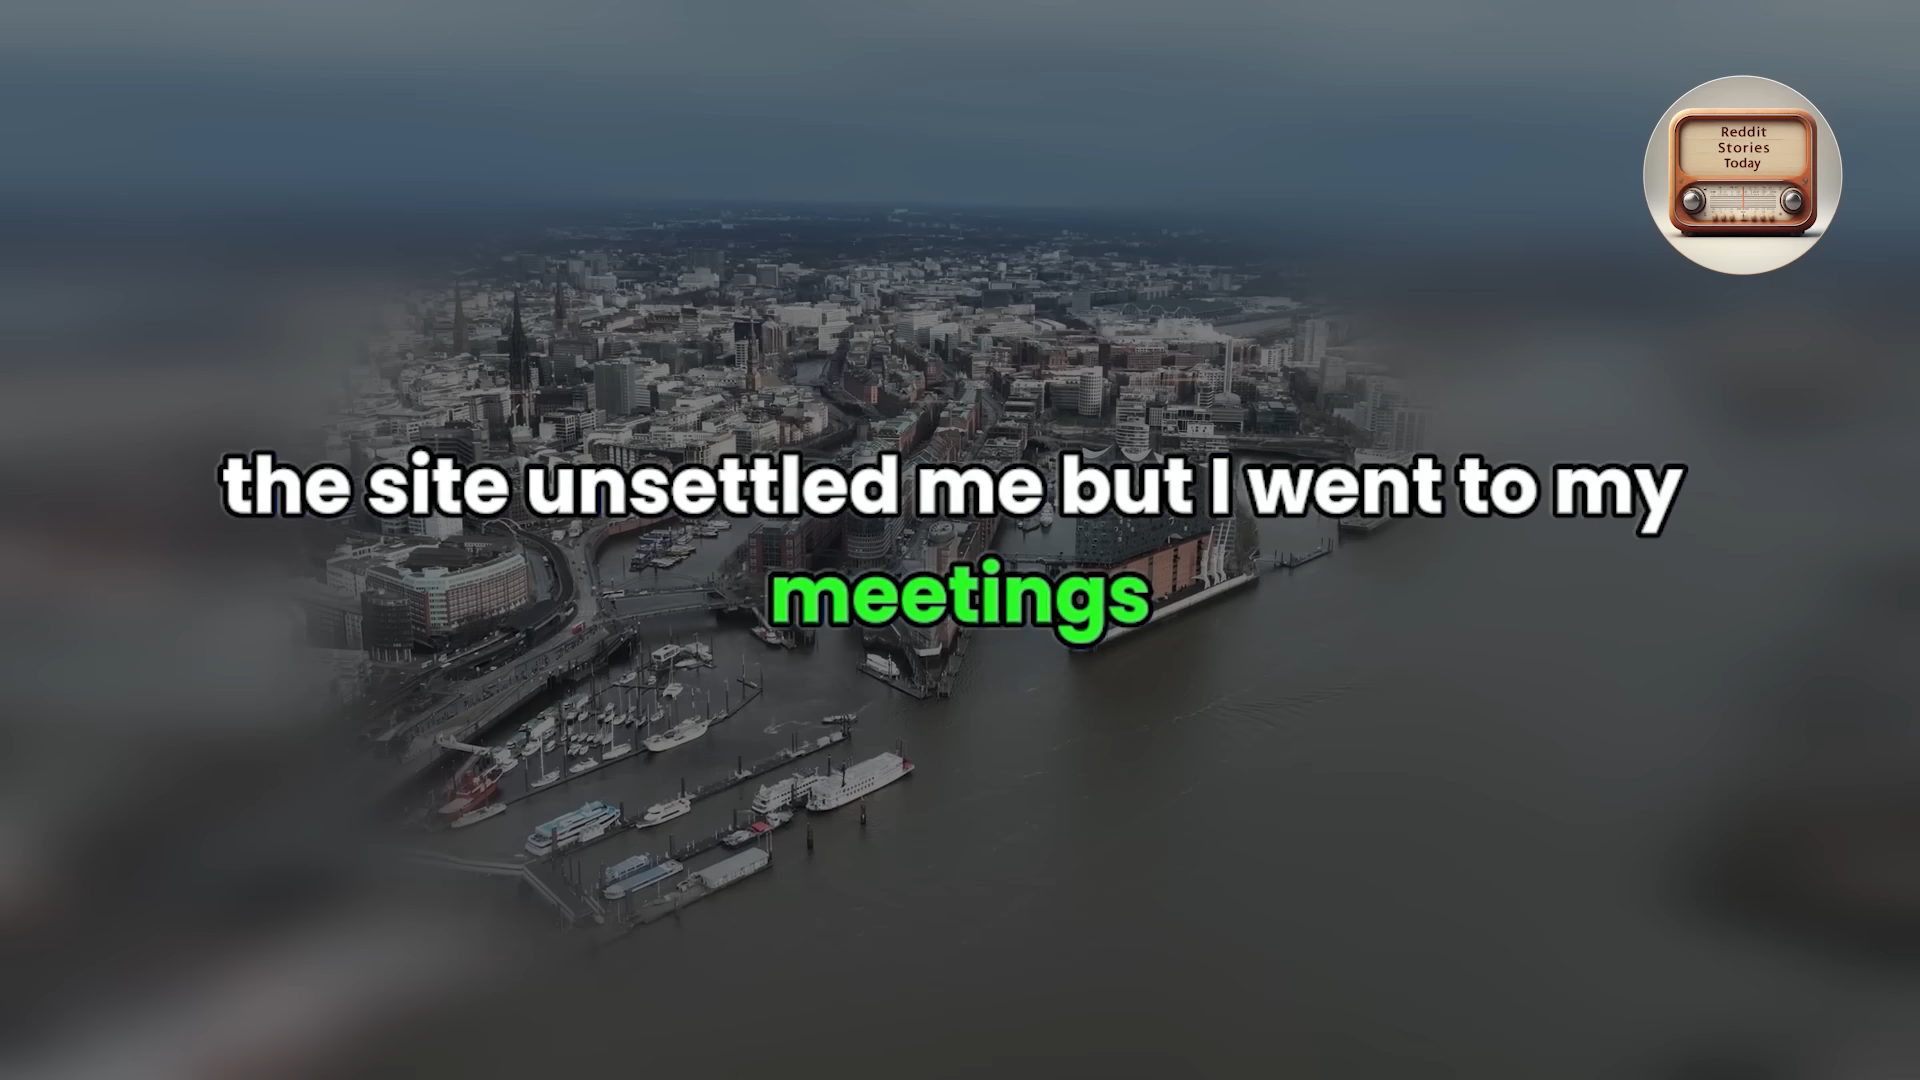 Reddit
Stories
Today
the site unsettled me but I went to my
meetings